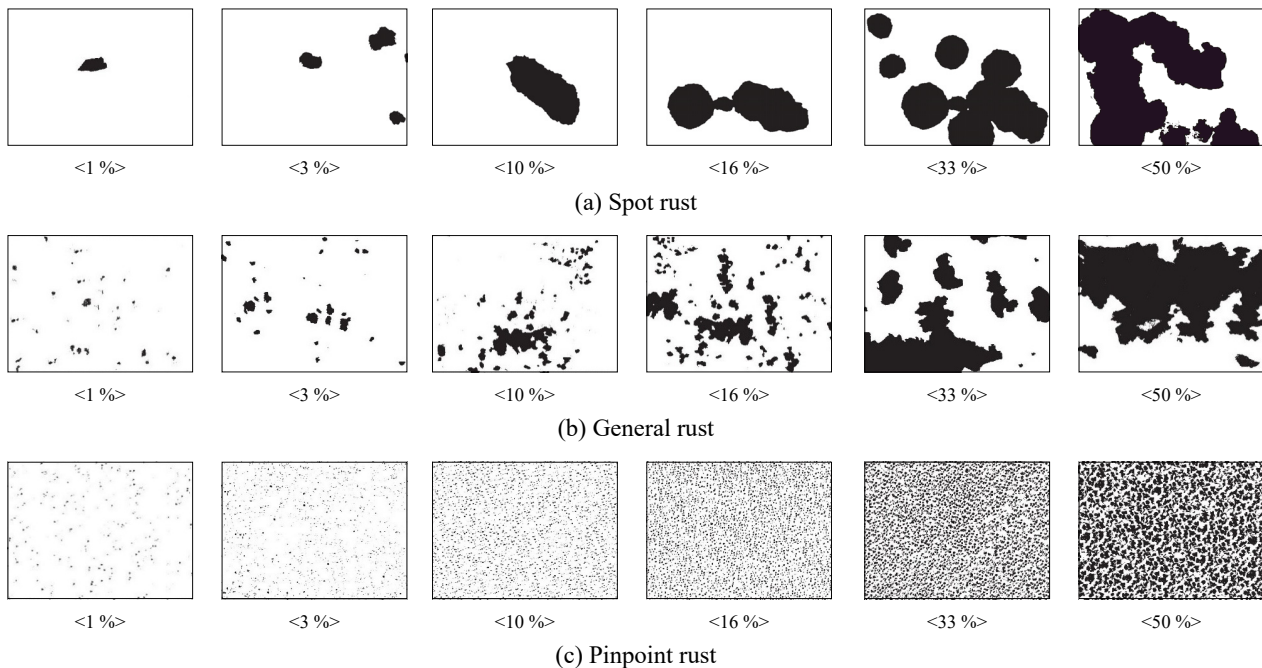 <1 %> <3 %> <10 %> <16 %> <33 %> <50 %>
(a) Spot rust
<1 %> <3 %> <10 %> <16 %> <33 %> <50 %>
(b) General rust
<1 %> <3 %> <10 %> <16 %> <33 %> <50 %>
(c) Pinpoint rust